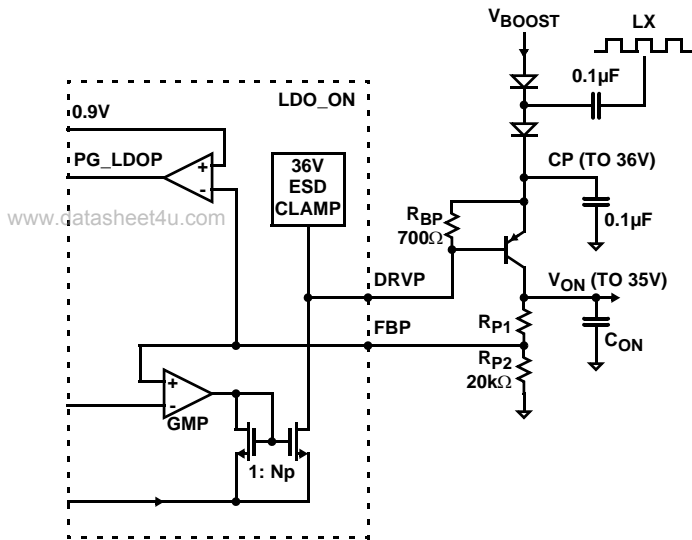 VBOOST
LX
0.1µF
LDO_ON
0.9V
PG_LDOP
+
-
36V
ESD
CLAMP
CP (TO 36V)
RBP
700Ω
0.1µF
www.datasheet4u.com
DRVP
VON (TO 35V)
FBP
RP1
CON
RP2
20kΩ
+
-
GMP
1: Np